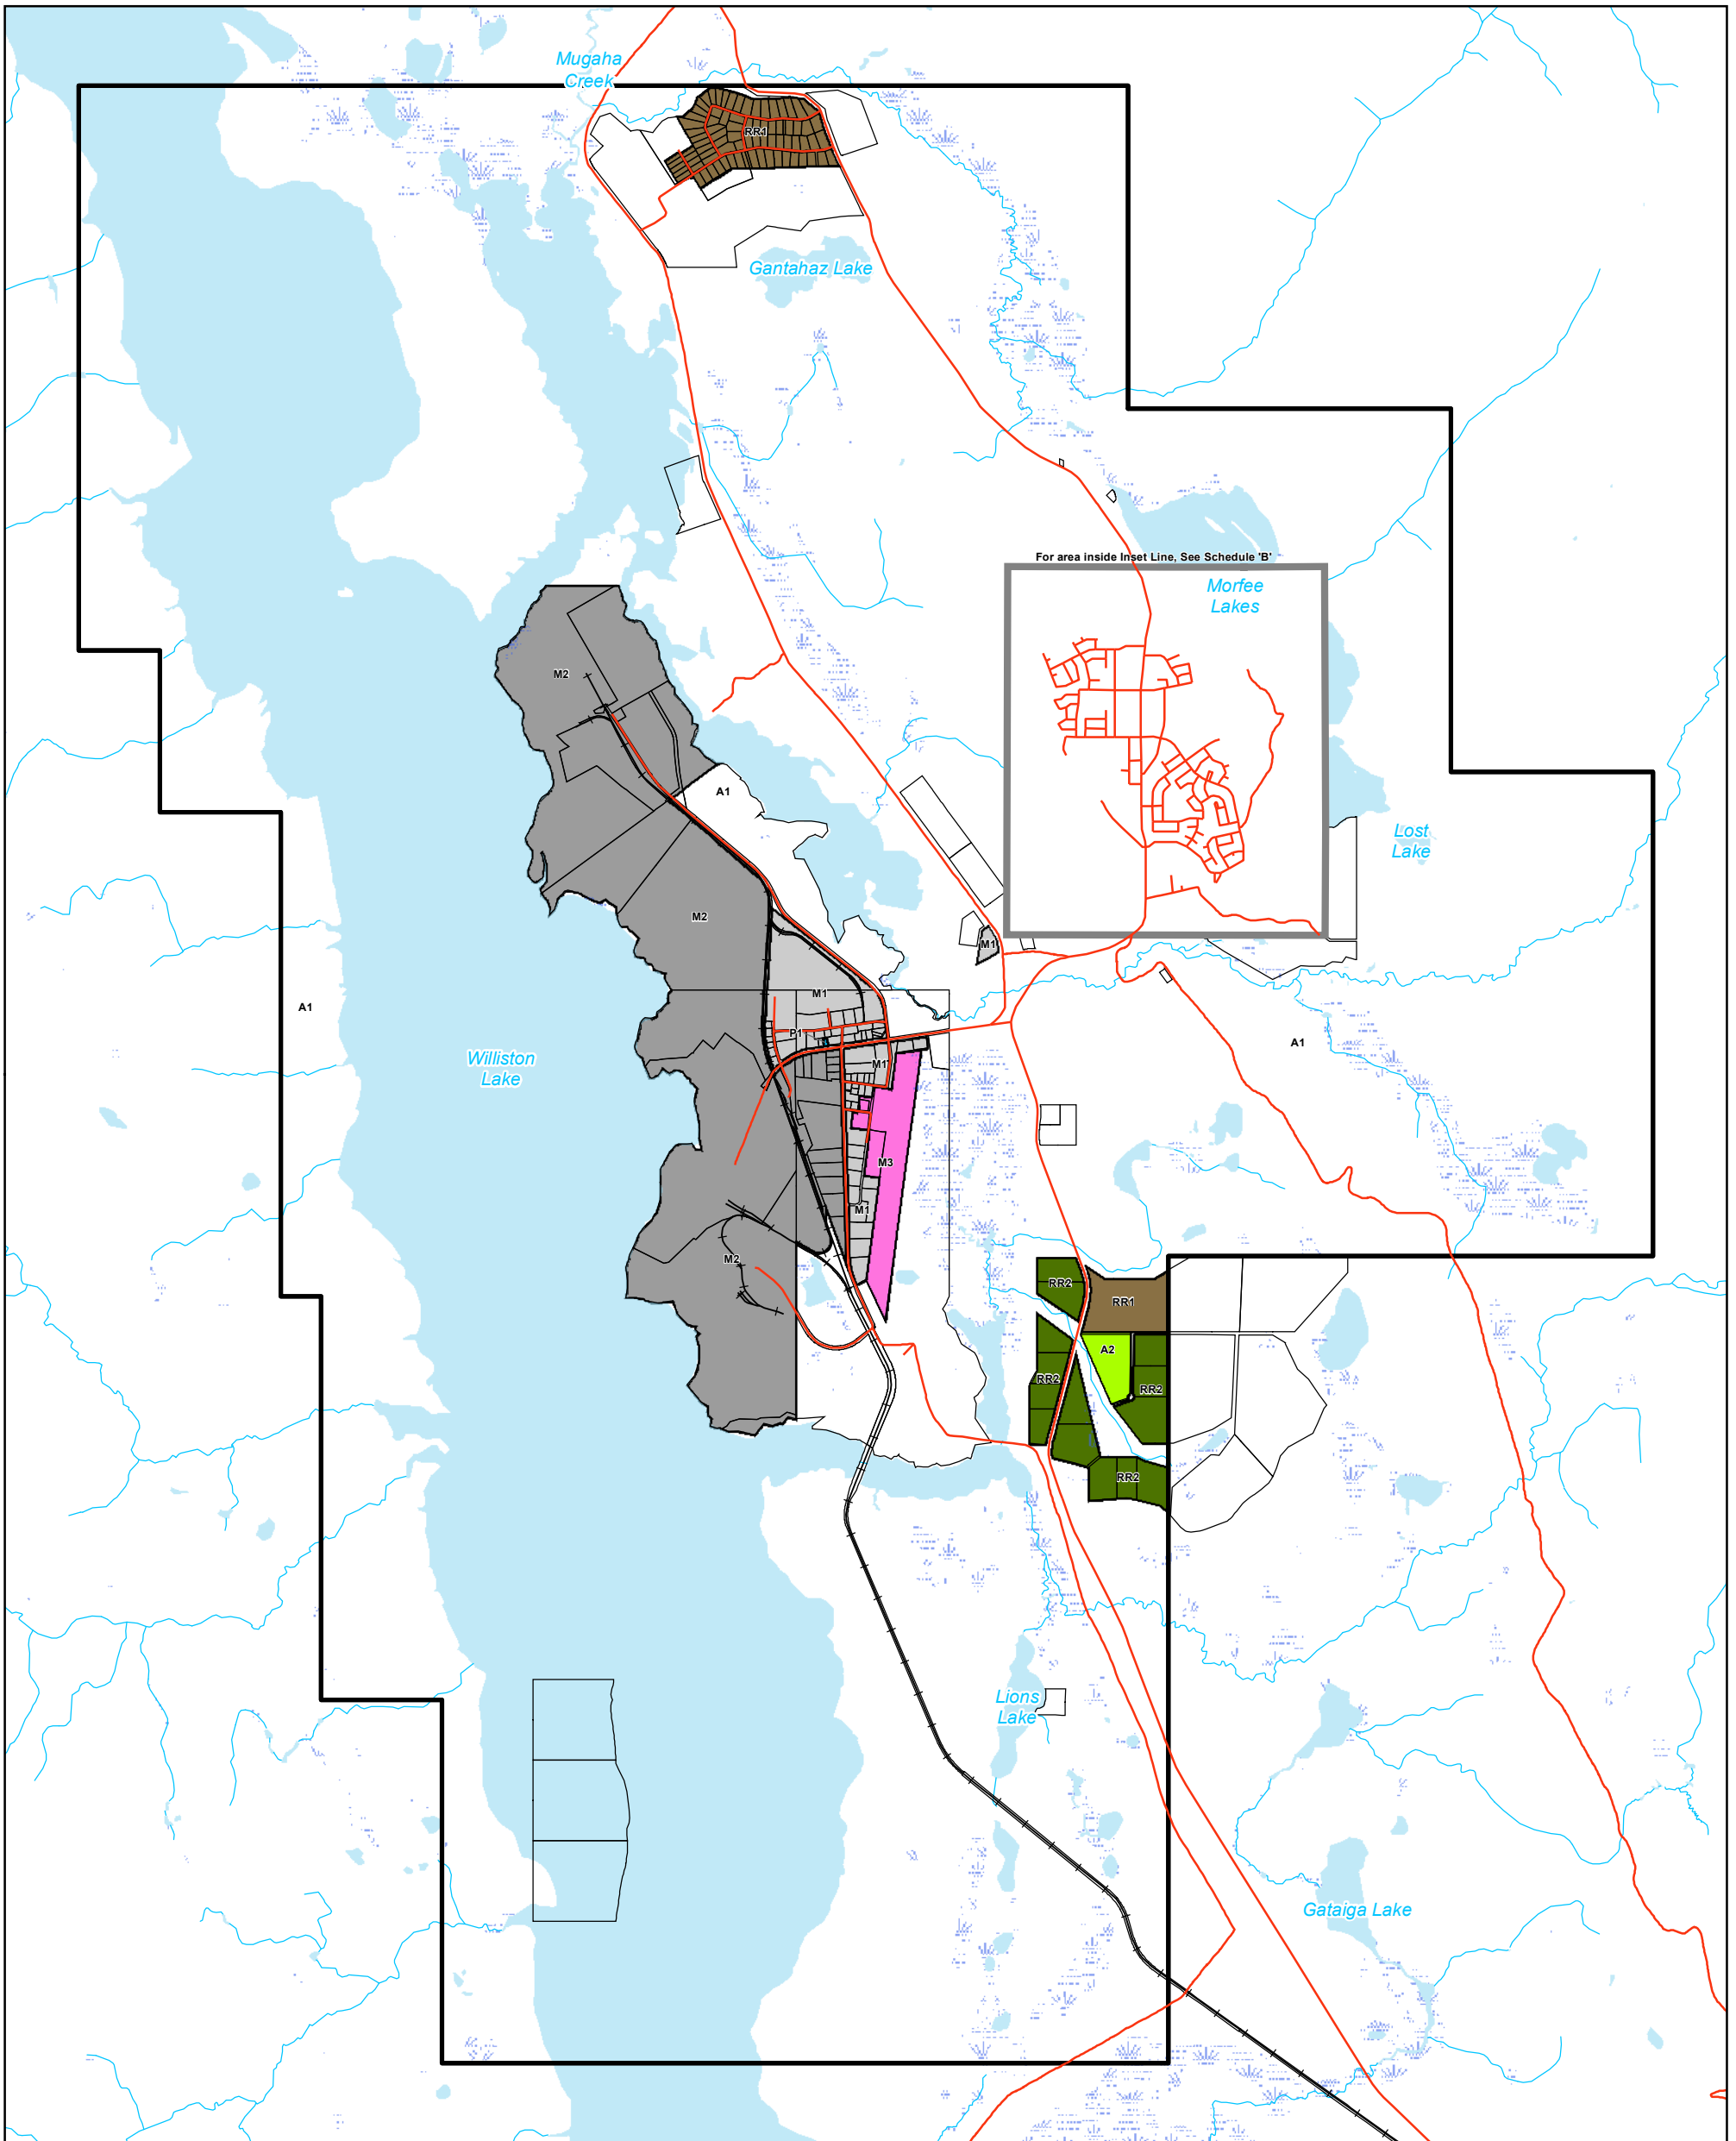 Mugaha
Creek
RR1
Gantahaz Lake
For area inside Inset Line, See Schedule 'B'
Morfee
Lakes
M2
A1
Lost
Lake
M2
M1
M1
A1
P1
A1
Williston
Lake
M1
M3
M1
M2
RR2
RR1
A2
RR2
RR2
RR2
Lions
Lake
Gataiga Lake